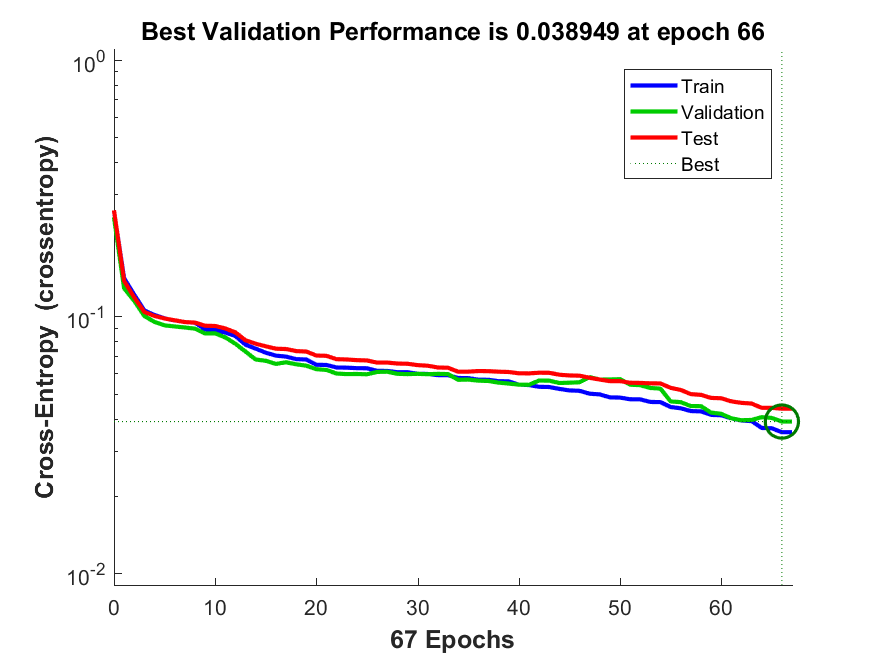 Best Validation Performance is 0.038949 at epoch 66
Cross-Entropy (crossentropy)
10^0
10^-1
10^-2
Train
Validation
Test
Best
0 10 20 30 40 50 60
67 Epochs